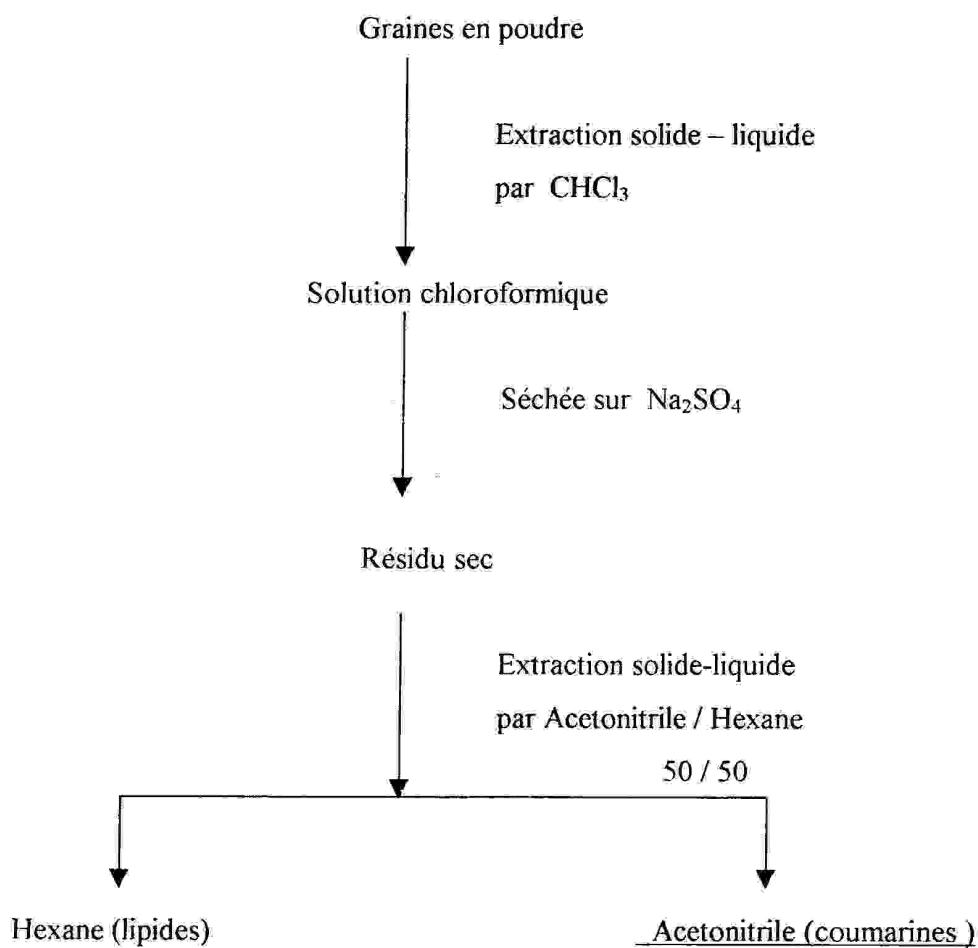 Graines en poudre
Extraction solide – liquide
par CHCl₃
Solution chloroformique
Séchée sur Na₂SO₄
Résidu sec
Extraction solide-liquide
par Acetonitrile / Hexane
50 / 50
Hexane (lipides)
Acetonitrile (coumarines )